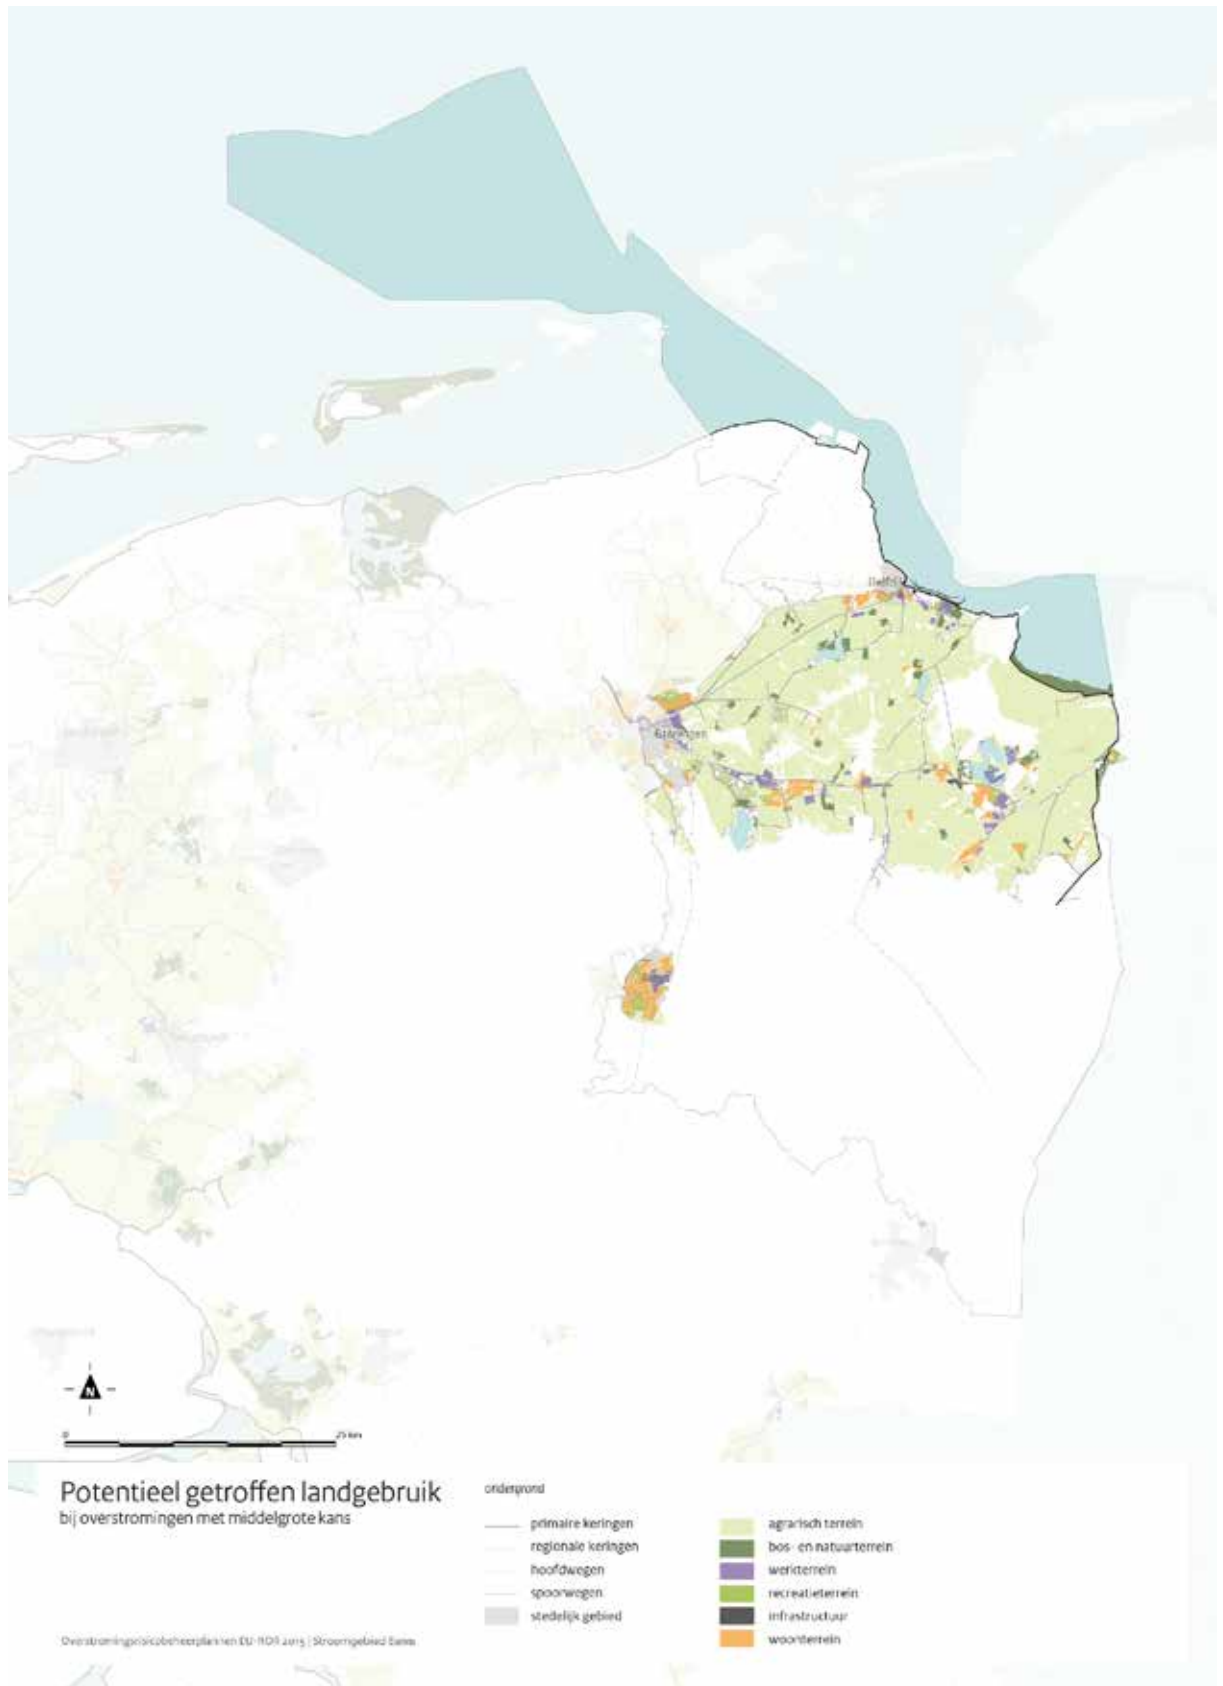 Delfzijl
Groningen
N
0
25 km
Potentieel getroffen landgebruik
bij overstromingen met middelgrote kans
ondergrond
primaire keringen
regionale keringen
hoofdwegen
spoorwegen
stedelijk gebied
agrarisch terrein
bos- en natuurterrein
werkterrein
recreatieterrein
infrastructuur
woonterrein
Overstromingsrisicobeheerplannen EU-ROR 2015 | Stroomgebied Eems